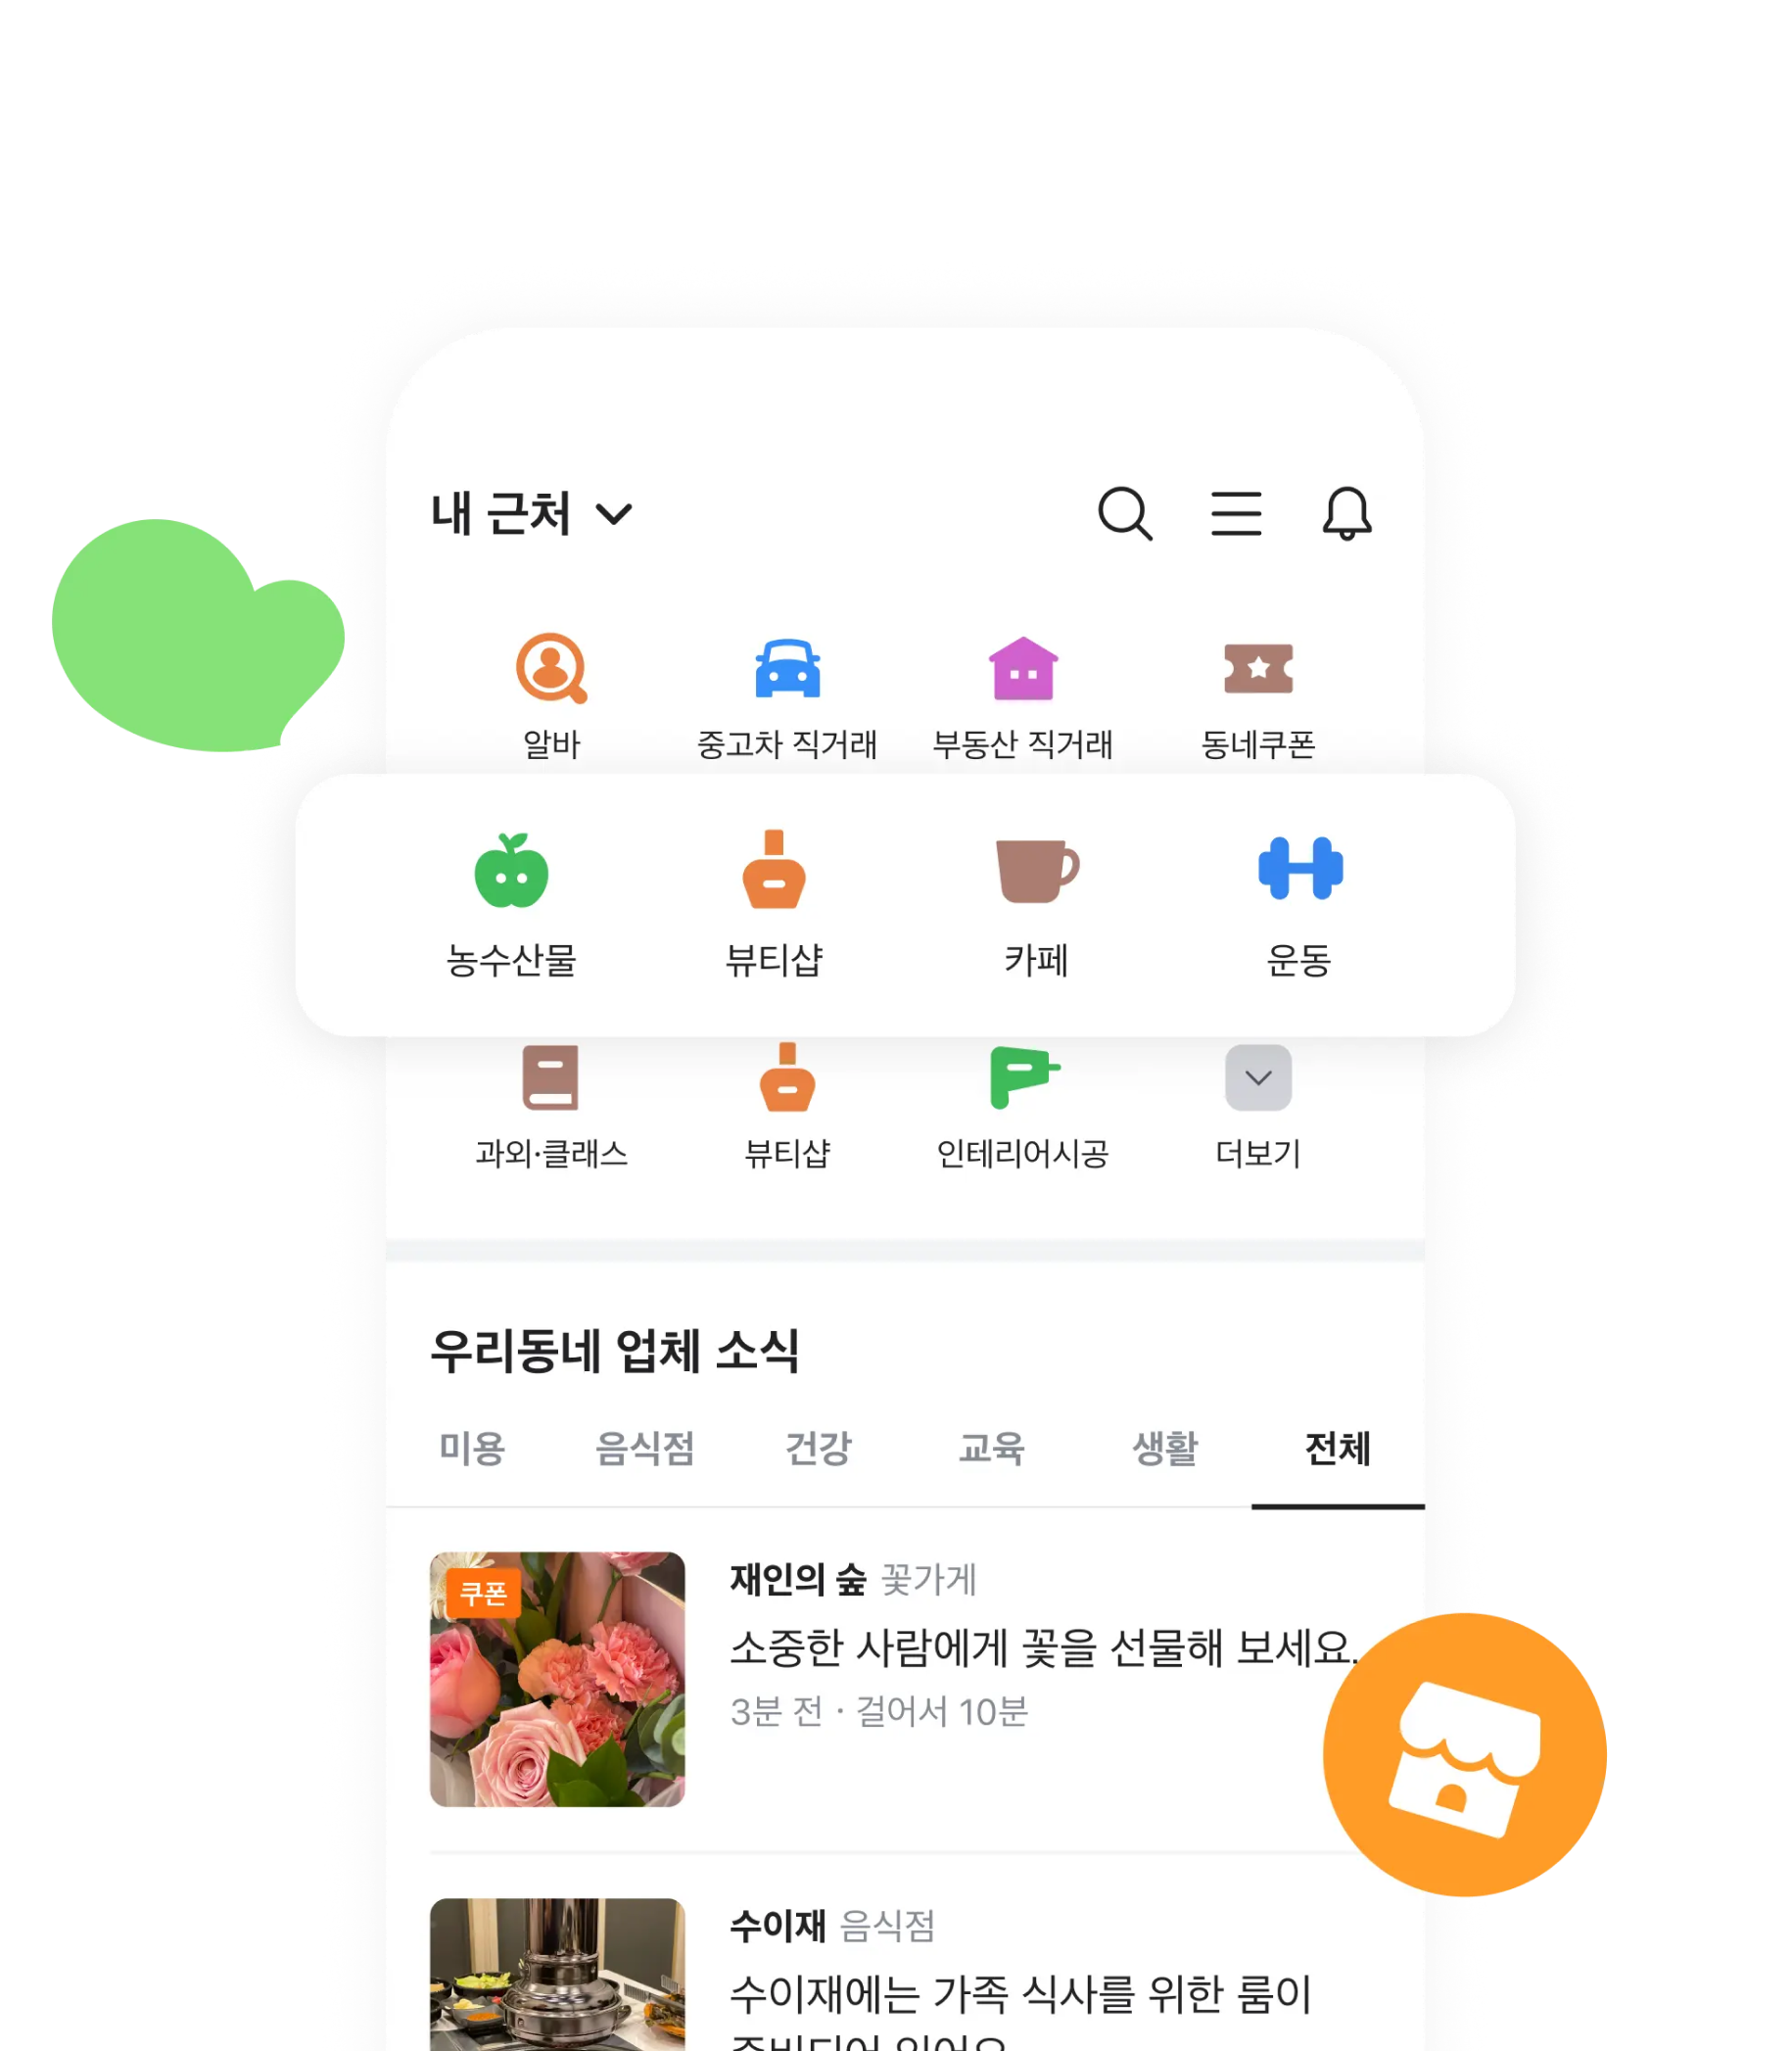 내 근처
알바 중고차 직거래 부동산 직거래 동네쿠폰
농수산물 뷰티샵 카페 운동
과외·클래스 뷰티샵 인테리어시공 더보기
우리동네 업체 소식
미용 음식점 건강 교육 생활 전체
쿠폰
재인의 숲 꽃가게
소중한 사람에게 꽃을 선물해 보세요.
3분 전 · 걸어서 10분
수이재 음식점
수이재에는 가족 식사를 위한 룸이